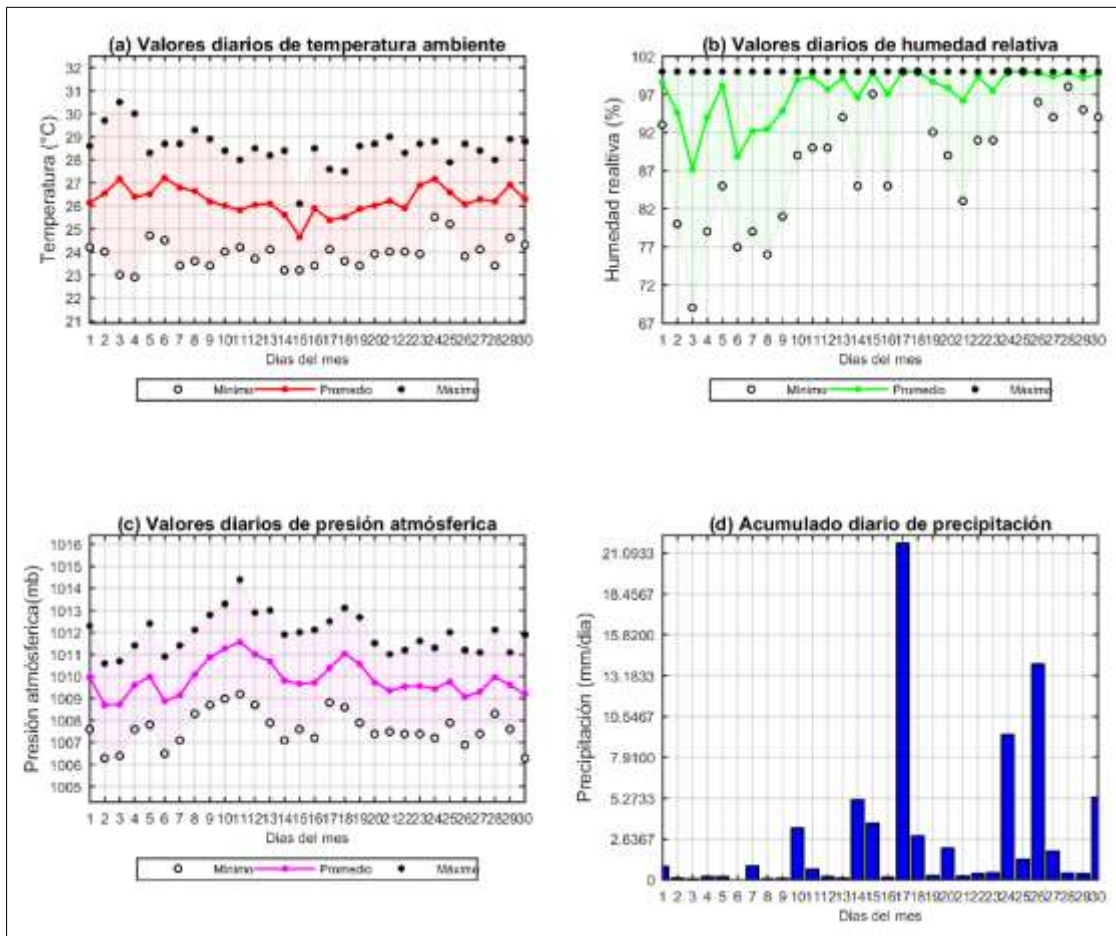 (a) Valores diarios de temperatura ambiente
Temperatura (°C)
32
31
30
29
28
27
26
25
24
23
22
21
1 2 3 4 5 6 7 8 9 10 11 12 13 14 15 16 17 18 19 20 21 22 23 24 25 26 27 28 29 30
Dias del mes
Mínimo Promedio Máximo
(b) Valores diarios de humedad relativa
Humedad realtiva (%)
102
97
92
87
82
77
72
67
1 2 3 4 5 6 7 8 9 10 11 12 13 14 15 16 17 18 19 20 21 22 23 24 25 26 27 28 29 30
Dias del mes
Mínimo Promedio Máximo
(c) Valores diarios de presión atmósferica
Presión atmósferica(mb)
1016
1015
1014
1013
1012
1011
1010
1009
1008
1007
1006
1005
1 2 3 4 5 6 7 8 9 10 11 12 13 14 15 16 17 18 19 20 21 22 23 24 25 26 27 28 29 30
Dias del mes
Mínimo Promedio Máximo
(d) Acumulado diario de precipitación
Precipitación (mm/dia)
21.0933
18.4567
15.8200
13.1833
10.5467
7.9100
5.2733
2.6367
0
1 2 3 4 5 6 7 8 9 10 11 12 13 14 15 16 17 18 19 20 21 22 23 24 25 26 27 28 29 30
Dias del mes